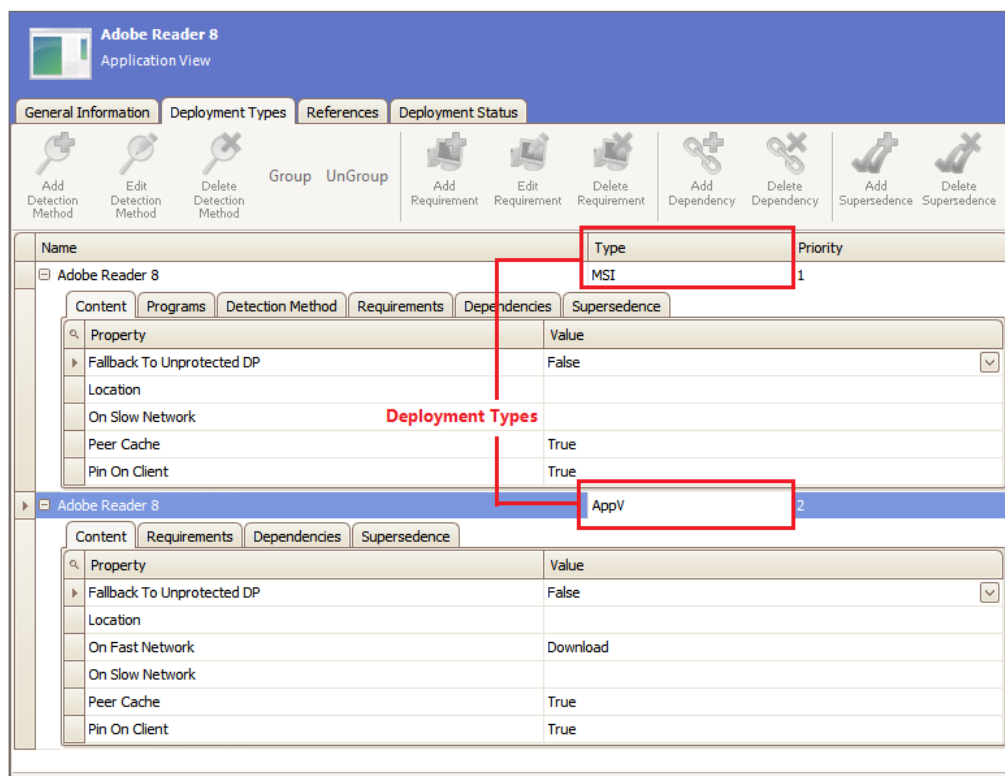 Adobe Reader 8
Application View
General Information Deployment Types References Deployment Status
Add Detection Method Edit Detection Method Delete Detection Method Group UnGroup Add Requirement Edit Requirement Delete Requirement Add Dependency Delete Dependency Add Supersedence Delete Supersedence
Name Type Priority
Adobe Reader 8 MSI 1
Content Programs Detection Method Requirements Dependencies Supersedence
Property Value
Fallback To Unprotected DP False
Location
On Slow Network
Deployment Types
Peer Cache True
Pin On Client True
Adobe Reader 8 AppV 2
Content Requirements Dependencies Supersedence
Property Value
Fallback To Unprotected DP False
Location
On Fast Network Download
On Slow Network
Peer Cache True
Pin On Client True